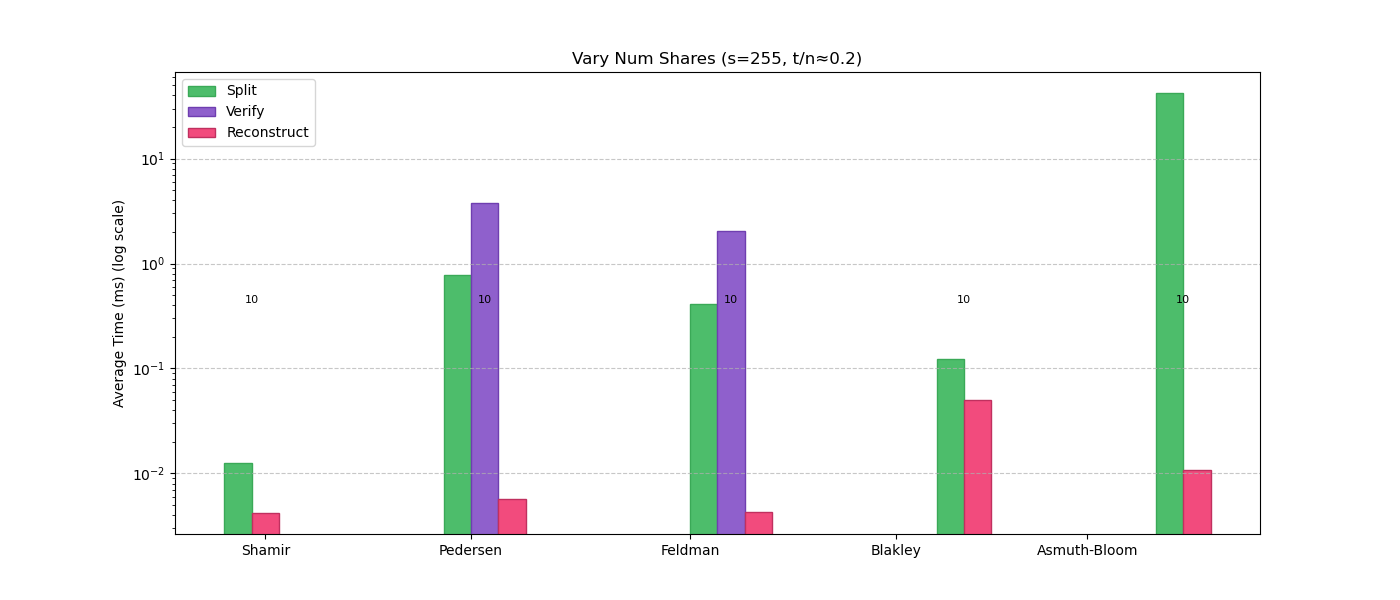 Vary Num Shares (s=255, t/n≈0.2)
Split
Verify
Reconstruct
Average Time (ms) (log scale)
10¹
10⁰
10⁻¹
10⁻²
10 10 10 10 10
Shamir Pedersen Feldman Blakley Asmuth-Bloom